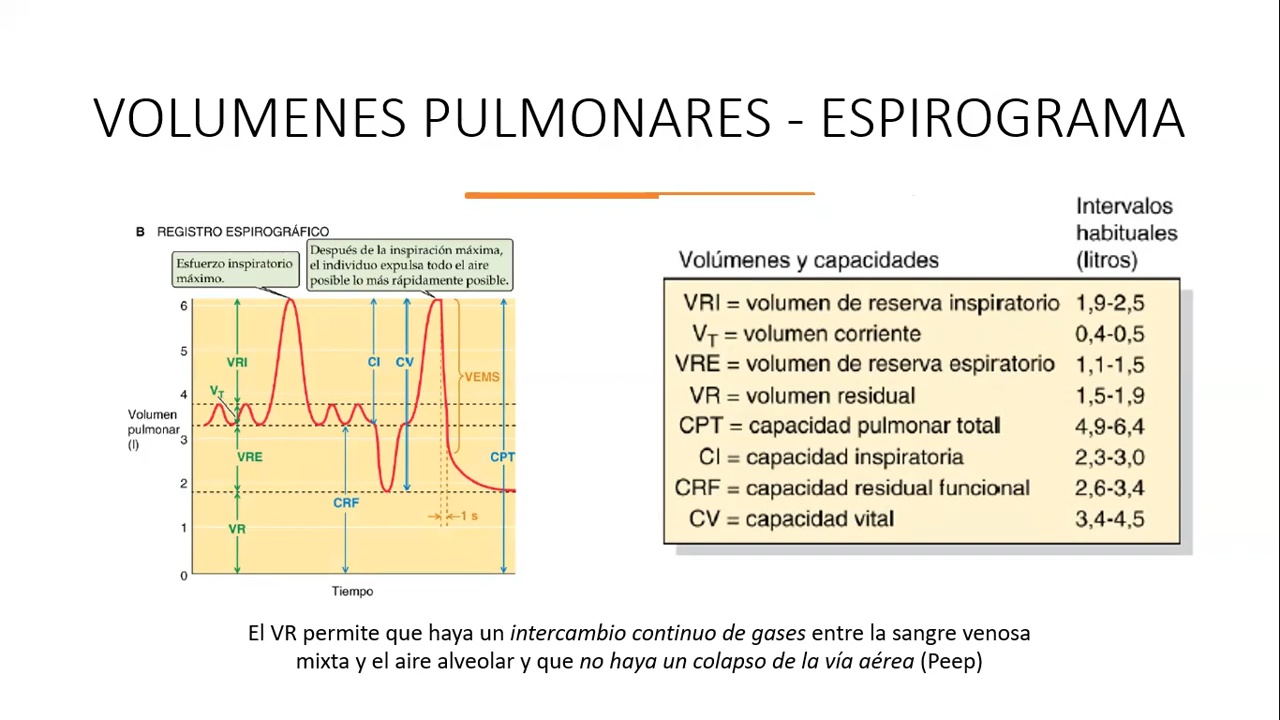 VOLUMENES PULMONARES - ESPIROGRAMA
B REGISTRO ESPIROGRÁFICO
Esfuerzo inspiratorio
máximo.
Después de la inspiración máxima,
el individuo expulsa todo el aire
posible lo más rápidamente posible.
Volumen
pulmonar
(l)
6
5
4
3
2
1
0
VRI
VT
VRE
VR
CRF
CI
CV
VEMS
CPT
1 s
Tiempo
Volúmenes y capacidades
Intervalos
habituales
(litros)
VRI = volumen de reserva inspiratorio 1,9-2,5
VT = volumen corriente 0,4-0,5
VRE = volumen de reserva espiratorio 1,1-1,5
VR = volumen residual 1,5-1,9
CPT = capacidad pulmonar total 4,9-6,4
CI = capacidad inspiratoria 2,3-3,0
CRF = capacidad residual funcional 2,6-3,4
CV = capacidad vital 3,4-4,5
El VR permite que haya un intercambio continuo de gases entre la sangre venosa
mixta y el aire alveolar y que no haya un colapso de la vía aérea (Peep)